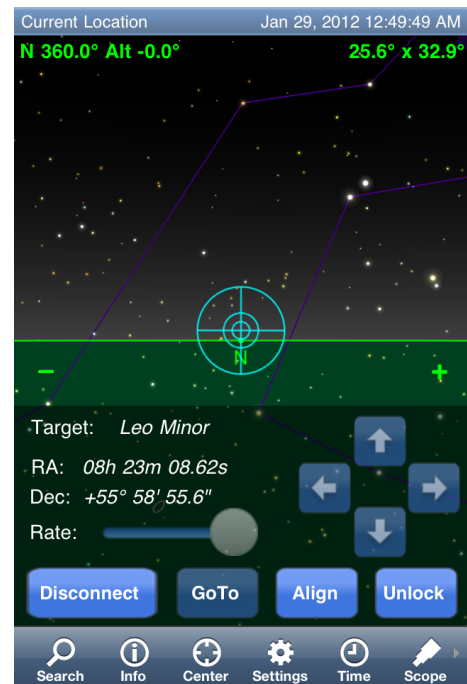 Current Location Jan 29, 2012 12:49:49 AM
N 360.0° Alt -0.0° 25.6° x 32.9°
N
− +
Target: Leo Minor
RA: 08h 23m 08.62s
Dec: +55° 58' 55.6"
Rate:
Disconnect GoTo Align Unlock
Search Info Center Settings Time Scope